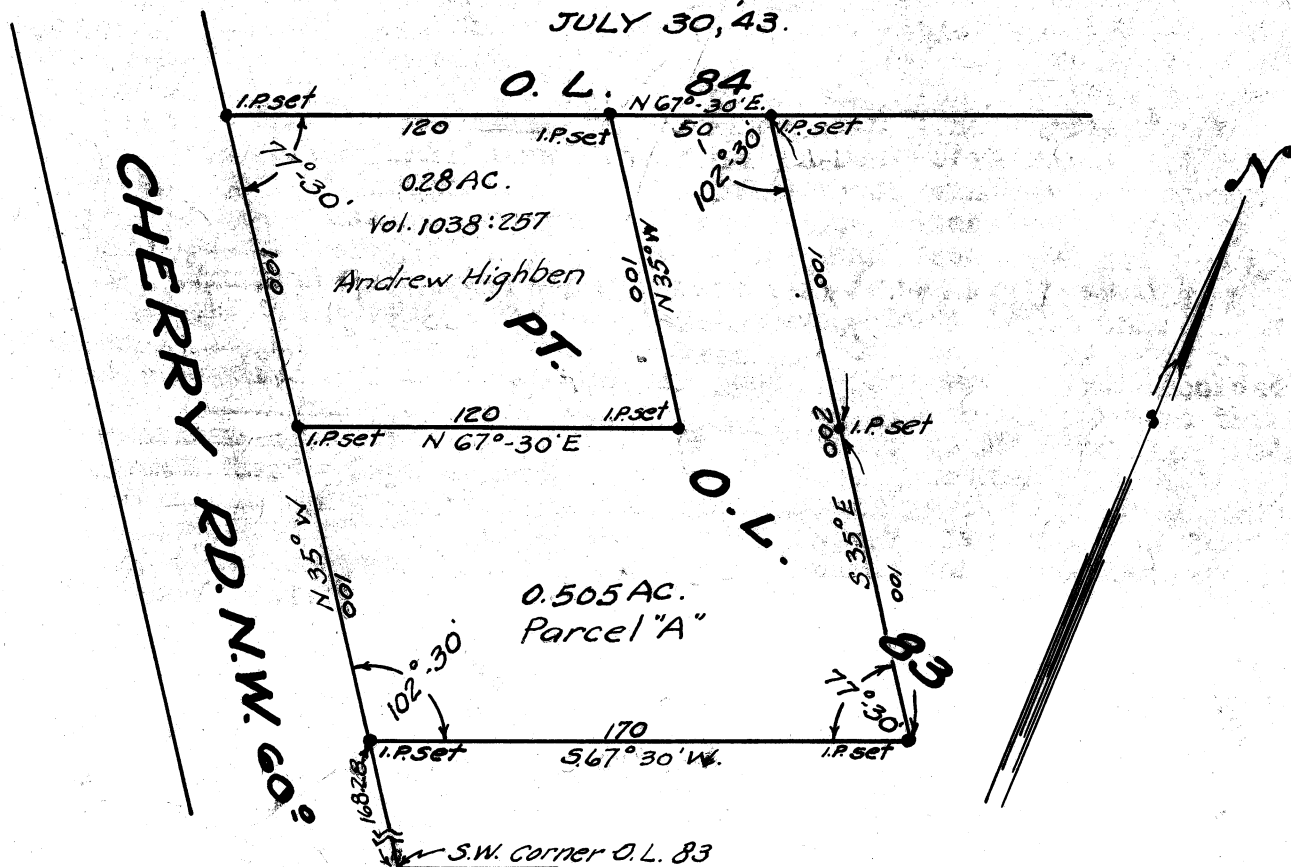 JULY 30, 43.
O. L. 84
N 67°-30'E.
I.P. set
120
I.P. set
50
I.P. set
77°-30'
102°-30'
0.28 AC.
Vol. 1038:257
Andrew Highben
100
N 35° W
100
100
PT.
CHERRY RD. N.W. 60'
120
I.P. set
I.P. set
N 67°-30'E
200
I.P. set
O. L.
N 35° W
100
S 35° E
100
0.505 AC.
Parcel "A"
83
102°-30'
77°-30'
170
I.P. set
I.P. set
S 67° 30' W.
168.28
S.W. Corner O.L. 83
N